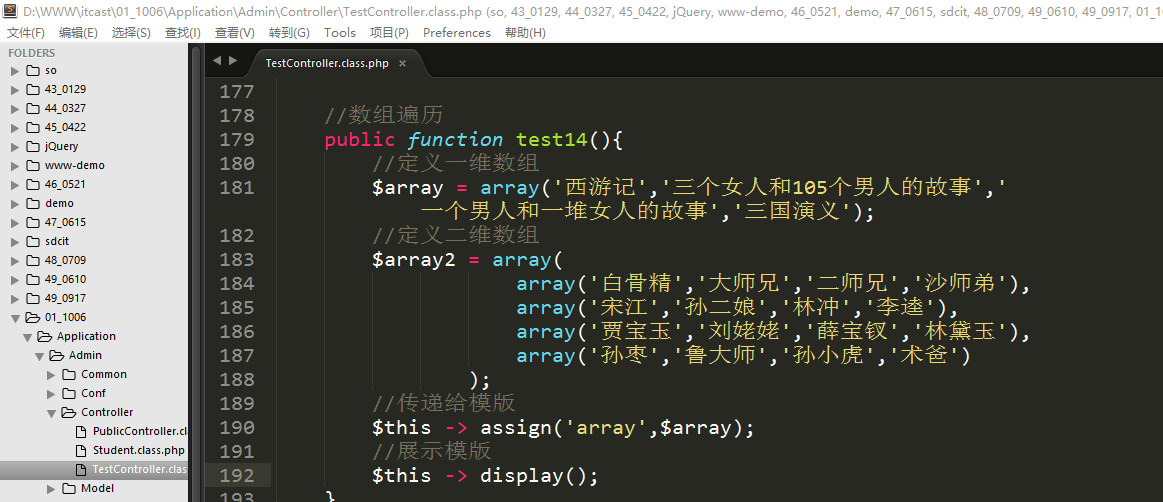 D:\WWW\itcast\01_1006\Application\Admin\Controller\TestController.class.php (so, 43_0129, 44_0327, 45_0422, jQuery, www-demo, 46_0521, demo, 47_0615, sdcit, 48_0709, 49_0610, 49_0917, 01_1
文件(F) 编辑(E) 选择(S) 查找(I) 查看(V) 转到(G) Tools 项目(P) Preferences 帮助(H)
FOLDERS
so
43_0129
44_0327
45_0422
jQuery
www-demo
46_0521
demo
47_0615
sdcit
48_0709
49_0610
49_0917
01_1006
Application
Admin
Common
Conf
Controller
PublicController.cl
Student.class.php
TestController.clas
Model
TestController.class.php ×
177
178 //数组遍历
179 public function test14(){
180 //定义一维数组
181 $array = array('西游记','三个女人和105个男人的故事','
一个男人和一堆女人的故事','三国演义');
182 //定义二维数组
183 $array2 = array(
184 array('白骨精','大师兄','二师兄','沙师弟'),
185 array('宋江','孙二娘','林冲','李逵'),
186 array('贾宝玉','刘姥姥','薛宝钗','林黛玉'),
187 array('孙枣','鲁大师','孙小虎','术爸')
188 );
189 //传递给模版
190 $this -> assign('array',$array);
191 //展示模版
192 $this -> display();
193 }